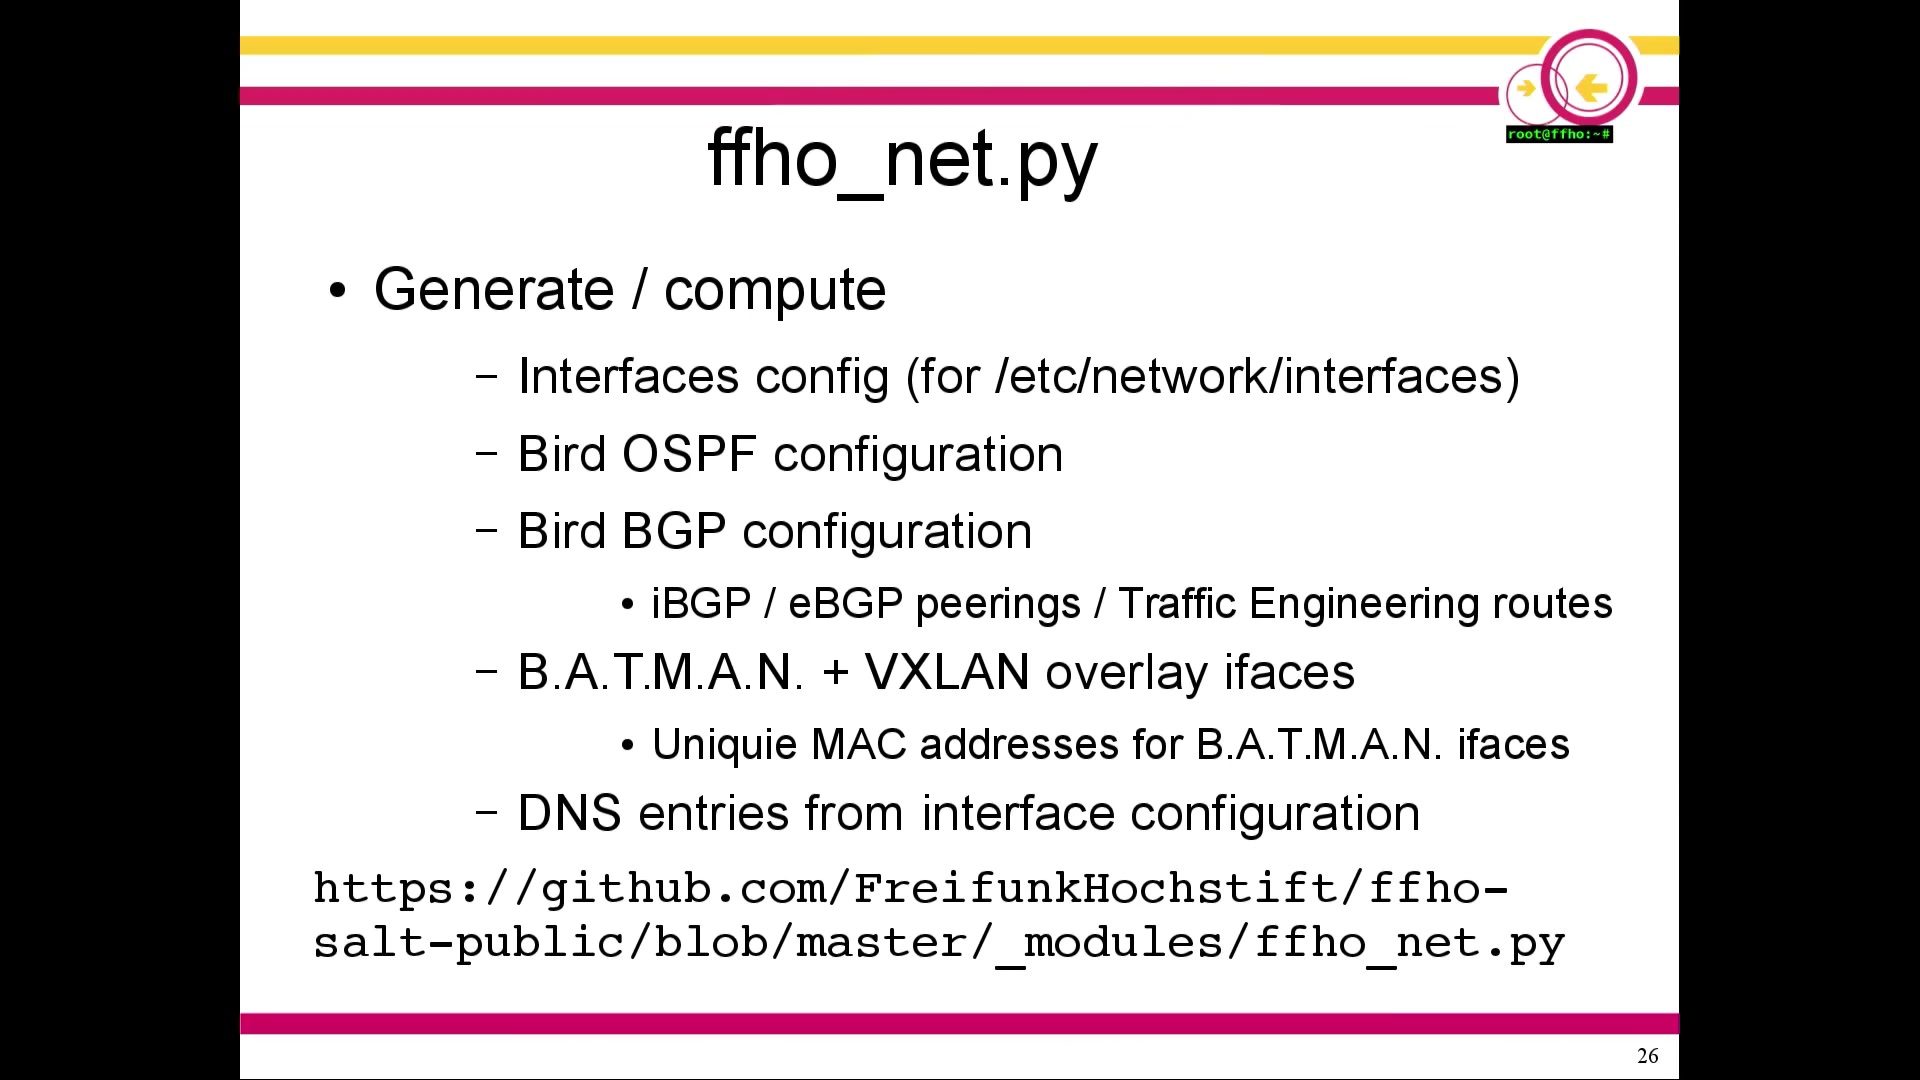 root@ffho:~#
ffho_net.py
• Generate / compute
– Interfaces config (for /etc/network/interfaces)
– Bird OSPF configuration
– Bird BGP configuration
• iBGP / eBGP peerings / Traffic Engineering routes
– B.A.T.M.A.N. + VXLAN overlay ifaces
• Uniquie MAC addresses for B.A.T.M.A.N. ifaces
– DNS entries from interface configuration
https://github.com/FreifunkHochstift/ffho-
salt-public/blob/master/_modules/ffho_net.py
26